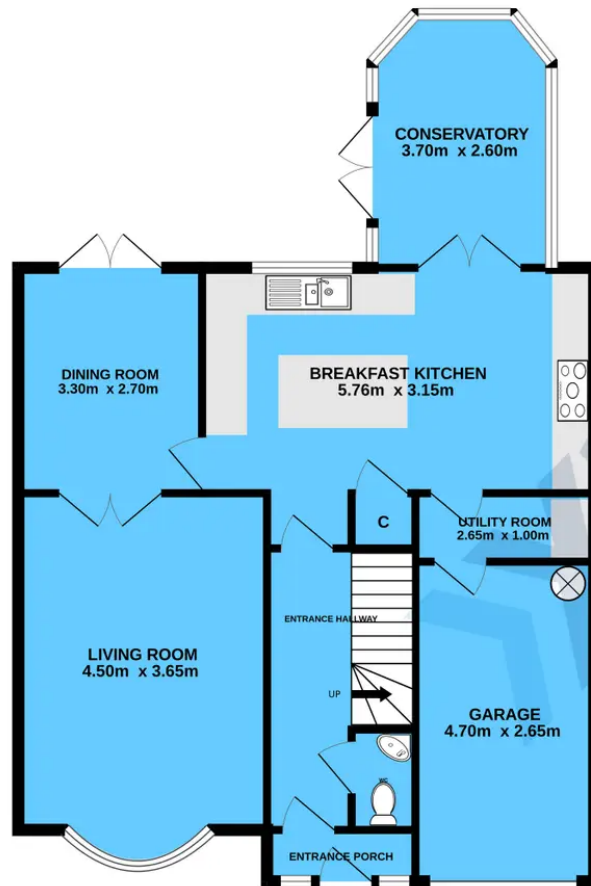 CONSERVATORY
3.70m x 2.60m
DINING ROOM
3.30m x 2.70m
BREAKFAST KITCHEN
5.76m x 3.15m
C
UTILITY ROOM
2.65m x 1.00m
ENTRANCE HALLWAY
LIVING ROOM
4.50m x 3.65m
UP
GARAGE
4.70m x 2.65m
WC
ENTRANCE PORCH